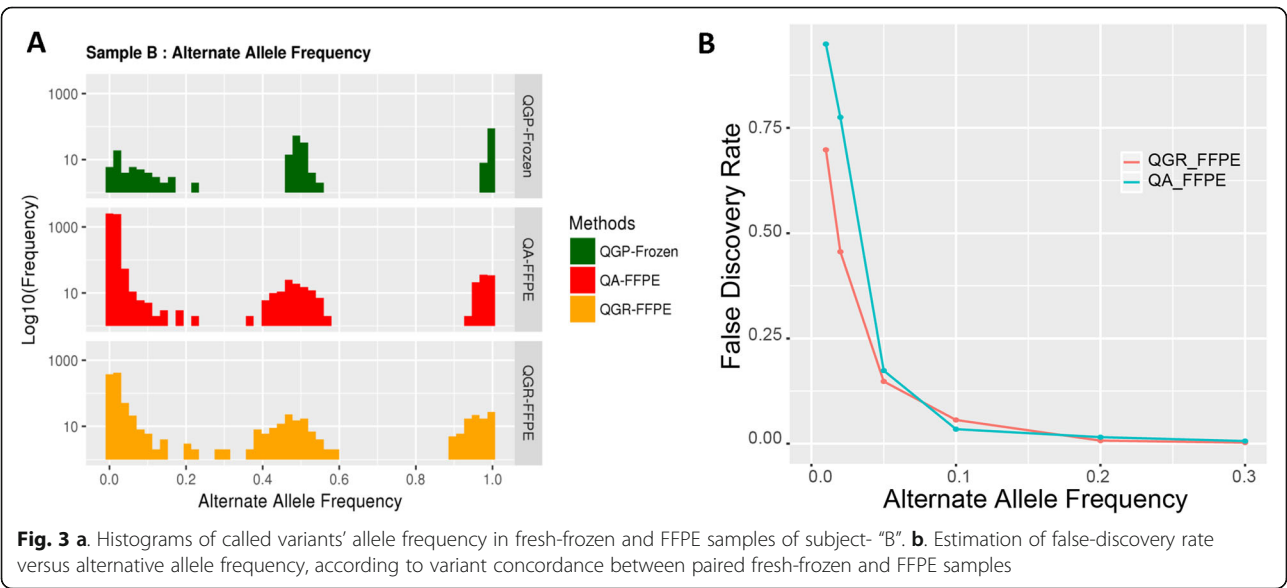 A
Sample B : Alternate Allele Frequency
Log10(Frequency)
1000
10
QGP-Frozen
1000
10
QA-FFPE
1000
10
QGR-FFPE
0.0 0.2 0.4 0.6 0.8 1.0
Alternate Allele Frequency
Methods
QGP-Frozen
QA-FFPE
QGR-FFPE
B
False Discovery Rate
0.75
0.50
0.25
0.00
QGR_FFPE
QA_FFPE
0.0 0.1 0.2 0.3
Alternate Allele Frequency
Fig. 3 a. Histograms of called variants’ allele frequency in fresh-frozen and FFPE samples of subject- “B”. b. Estimation of false-discovery rate
versus alternative allele frequency, according to variant concordance between paired fresh-frozen and FFPE samples